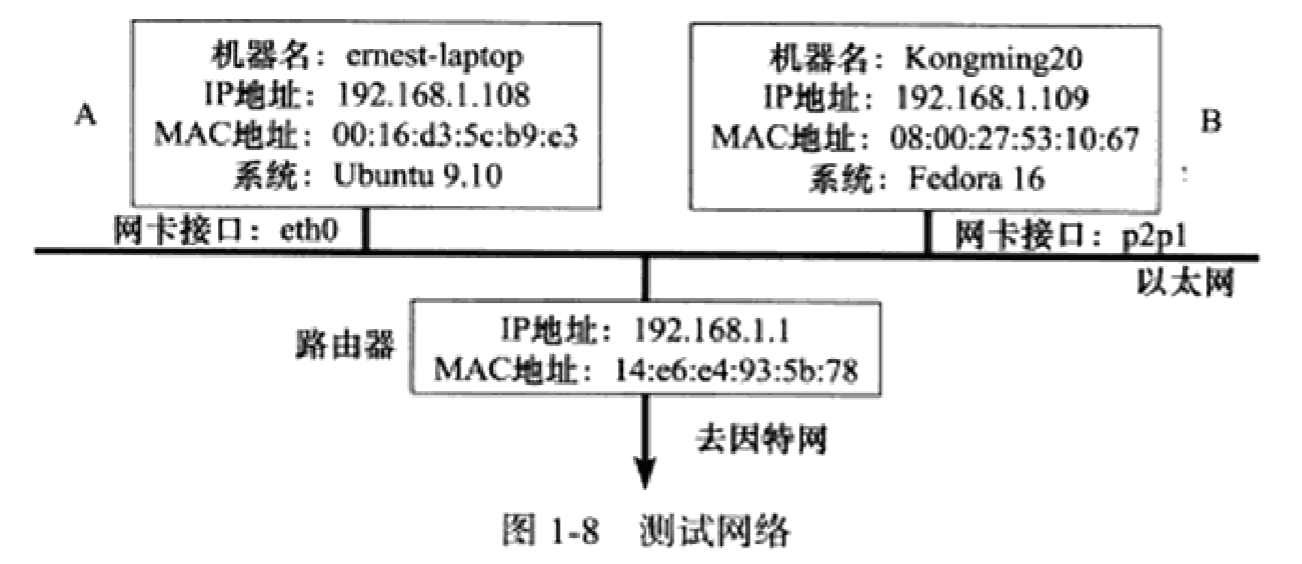 A
机器名：ernest-laptop
IP地址：192.168.1.108
MAC地址：00:16:d3:5c:b9:e3
系统：Ubuntu 9.10
网卡接口：eth0
机器名：Kongming20
IP地址：192.168.1.109
MAC地址：08:00:27:53:10:67
系统：Fedora 16
B
网卡接口：p2p1
以太网
路由器
IP地址：192.168.1.1
MAC地址：14:e6:e4:93:5b:78
去因特网
图 1-8 测试网络